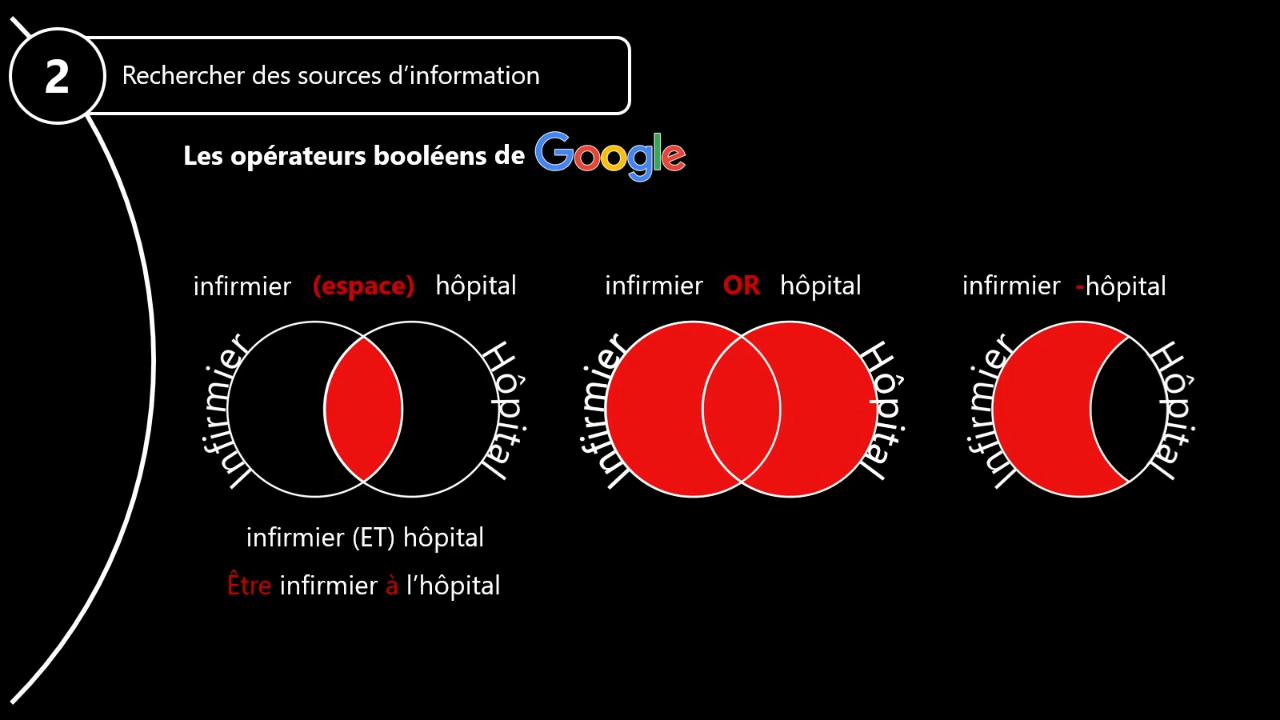 2
Rechercher des sources d’information
Les opérateurs booléens de Google
infirmier (espace) hôpital
infirmier OR hôpital
infirmier -hôpital
Infirmier
Hôpital
Infirmier
Hôpital
Infirmier
Hôpital
infirmier (ET) hôpital
Être infirmier à l’hôpital